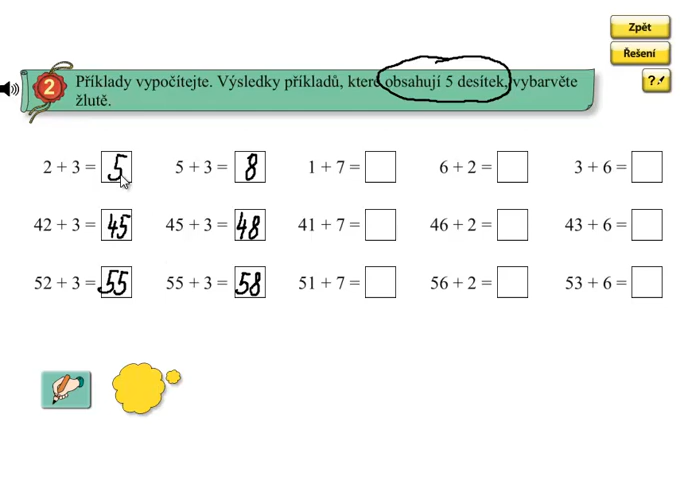 Zpět
Řešení
?
2
Příklady vypočítejte. Výsledky příkladů, které obsahují 5 desítek, vybarvěte
žlutě.
2 + 3 = 5 5 + 3 = 8 1 + 7 = 6 + 2 = 3 + 6 =
42 + 3 = 45 45 + 3 = 48 41 + 7 = 46 + 2 = 43 + 6 =
52 + 3 = 55 55 + 3 = 58 51 + 7 = 56 + 2 = 53 + 6 =